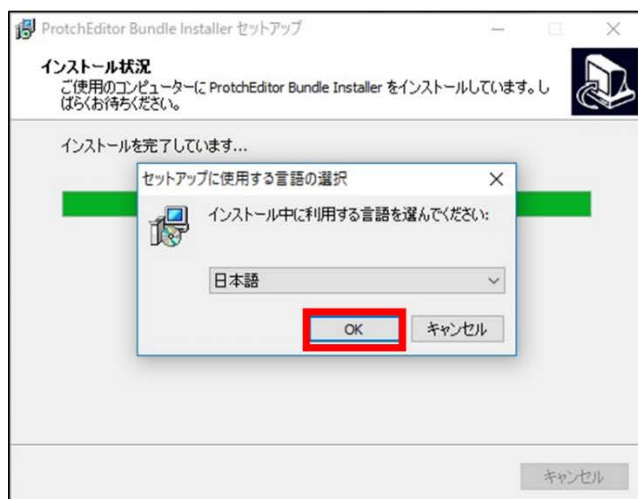 ProtchEditor Bundle Installer セットアップ
インストール状況
ご使用のコンピューターに ProtchEditor Bundle Installer をインストールしています。し
ばらくお待ちください。
インストールを完了しています...
セットアップに使用する言語の選択
インストール中に利用する言語を選んでください:
日本語
OK
キャンセル
キャンセル